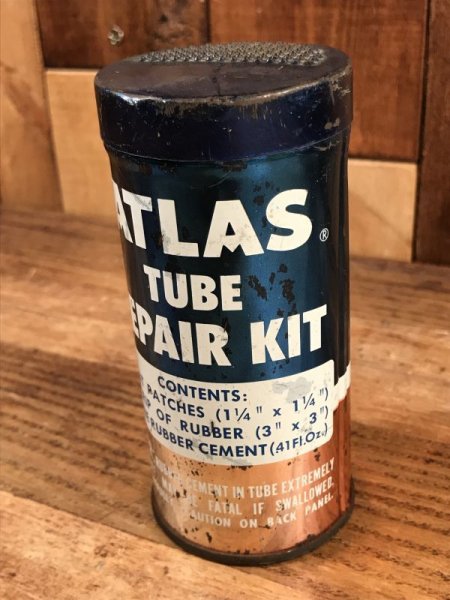 ATLAS®
TUBE
EPAIR KIT
CONTENTS:
PATCHES (1¼" x 1¼")
OF RUBBER (3" x 3")
RUBBER CEMENT (.41 Fl.Oz.)
CEMENT IN TUBE EXTREMELY
FATAL IF SWALLOWED.
CAUTION ON BACK PANEL.